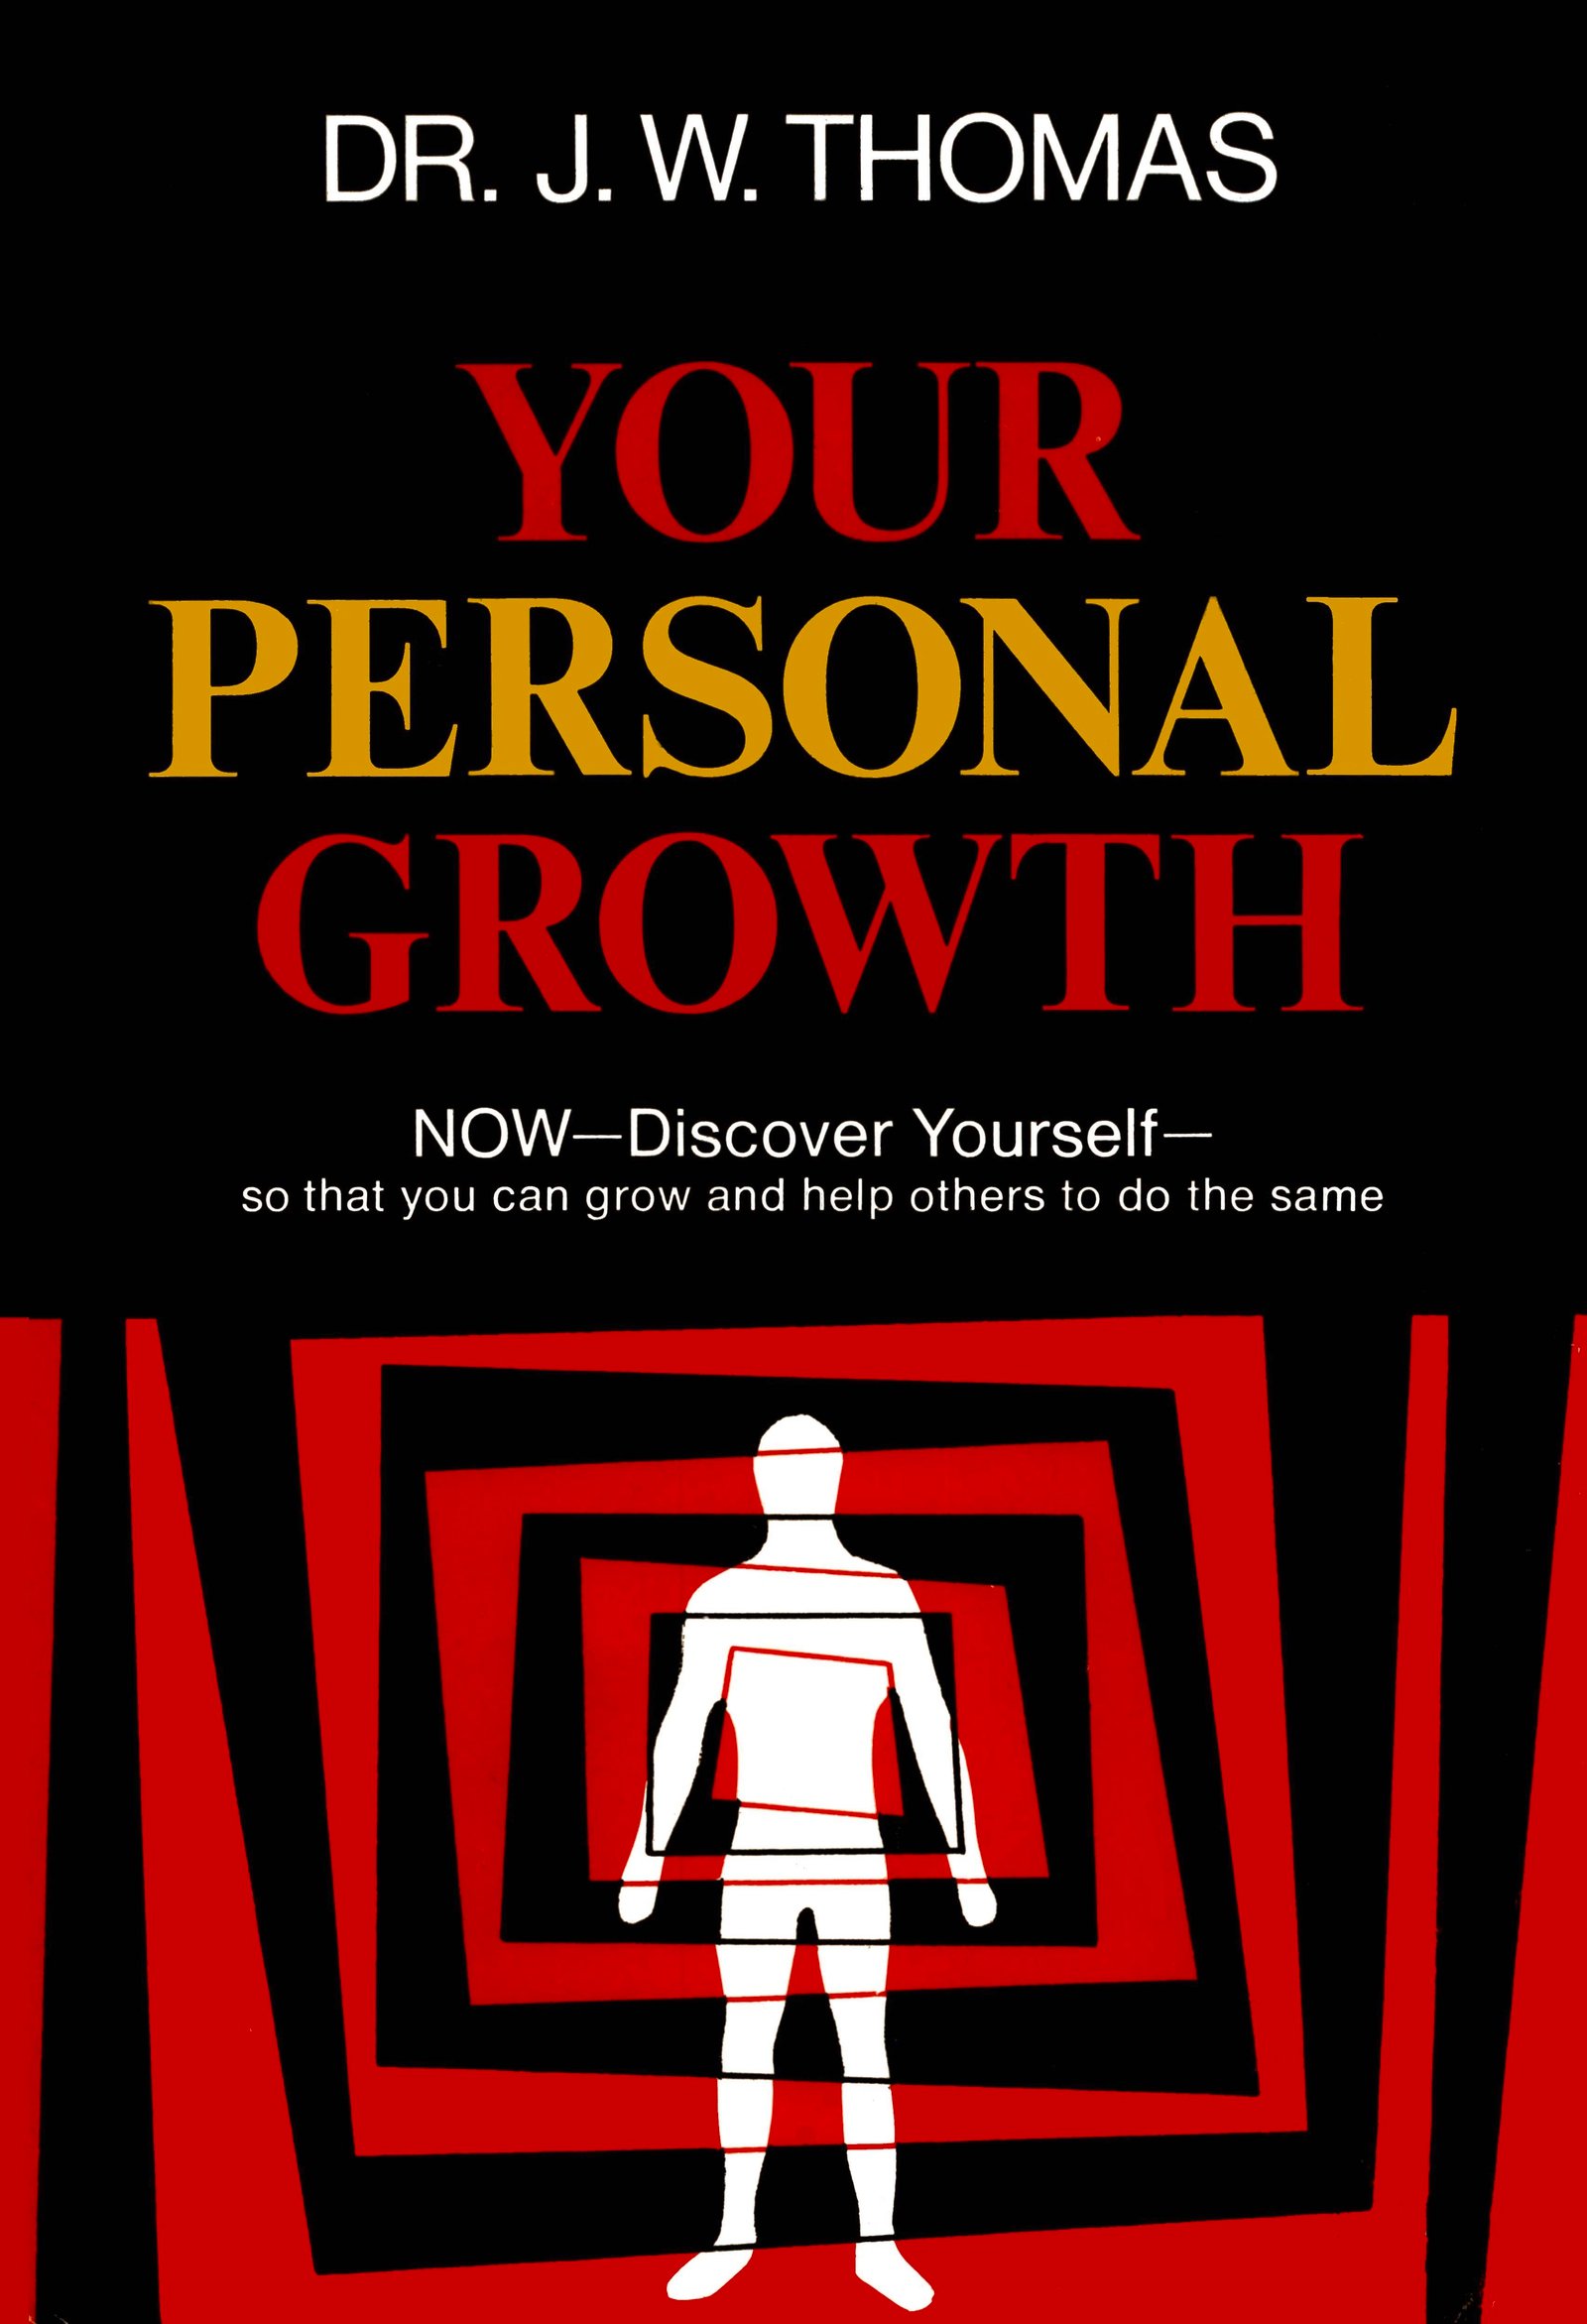 DR. J. W. THOMAS
YOUR
PERSONAL
GROWTH
NOW—Discover Yourself—
so that you can grow and help others to do the same